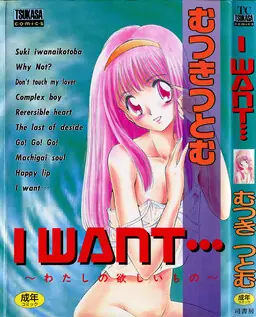 TSUKASA
comics
Suki iwanaikotoba
Why Not?
Don't touch my lover
Complex boy
Rerersible heart
The last of deside
Go! Go! Go!
Machigai soul
Happy lip
I want…
むつきつとむ
I WANT…
～わたしの欲しいもの～
成年
コミック
TC
TSUKASA
comics
I WANT…
むつきつとむ
成年
コミック
司書房